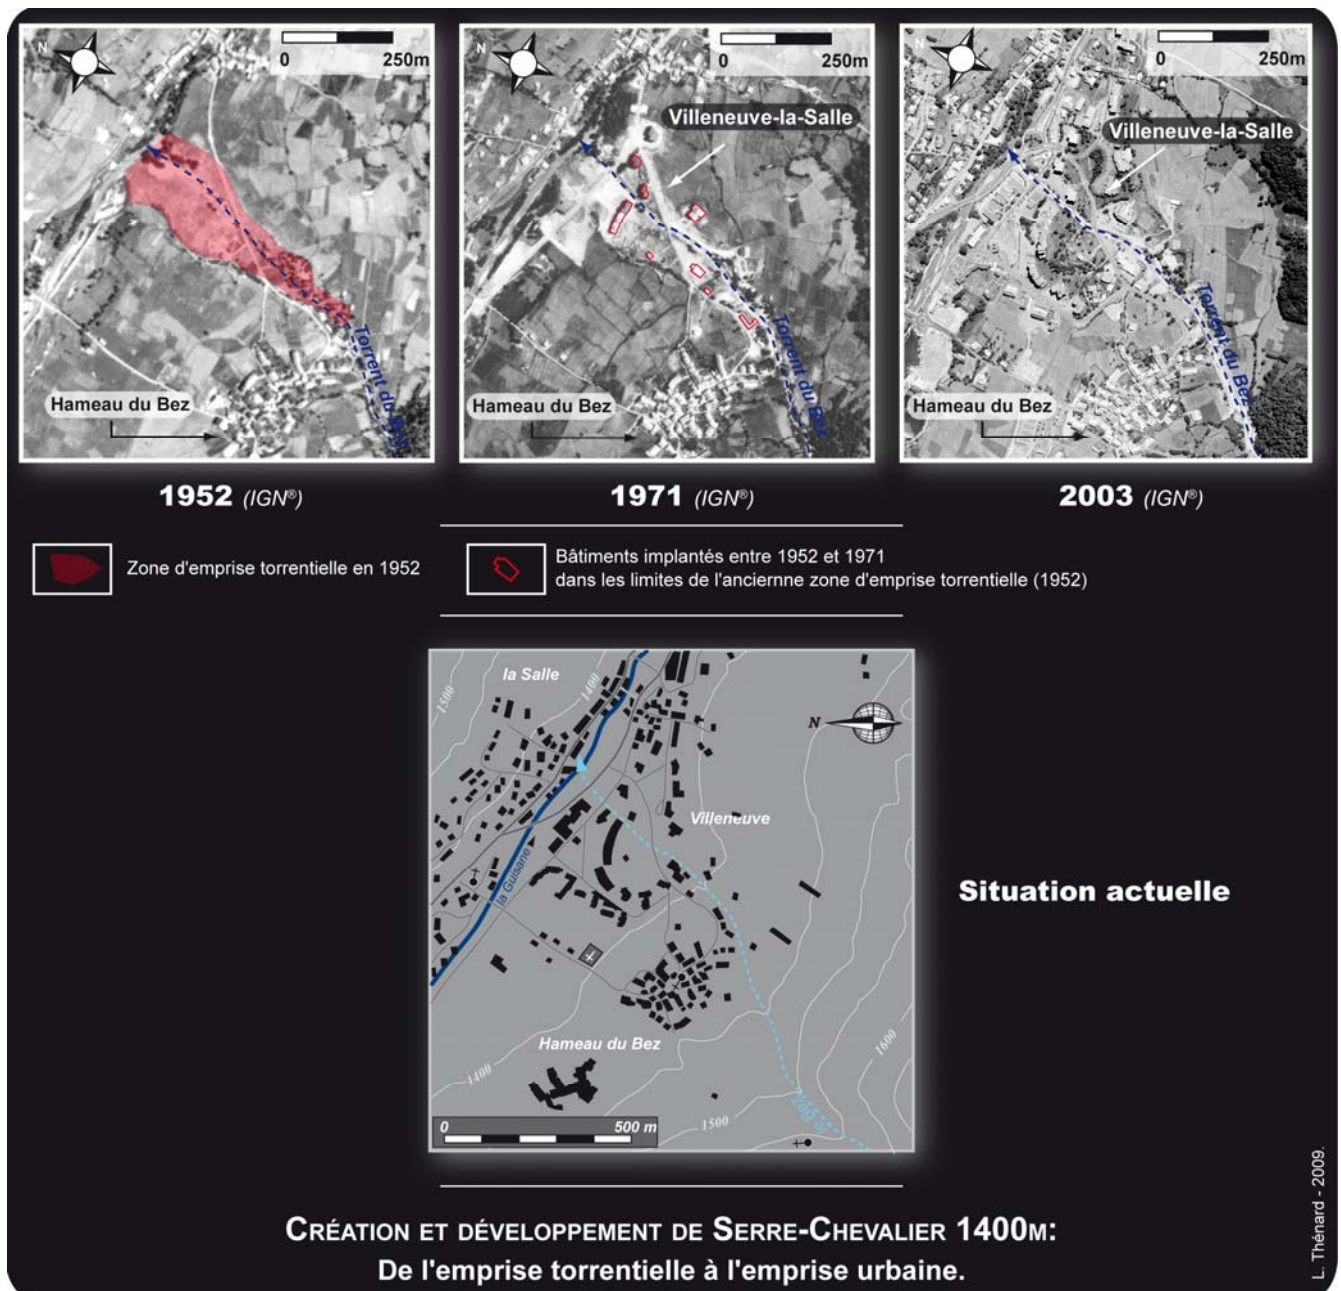 N
0 250m
Torrent du Bez
Hameau du Bez
N
0 250m
Villeneuve-la-Salle
Torrent du Bez
Hameau du Bez
N
0 250m
Villeneuve-la-Salle
Torrent du Bez
Hameau du Bez
1952 (IGN®)
1971 (IGN®)
2003 (IGN®)
Zone d'emprise torrentielle en 1952
Bâtiments implantés entre 1952 et 1971
dans les limites de l'anciernne zone d'emprise torrentielle (1952)
la Salle
1500
1400
N
Villeneuve
la Guisane
Situation actuelle
Hameau du Bez
1600
1400
1500
le Bez
0 500 m
L. Thénard - 2009.
CRÉATION ET DÉVELOPPEMENT DE SERRE-CHEVALIER 1400M:
De l'emprise torrentielle à l'emprise urbaine.